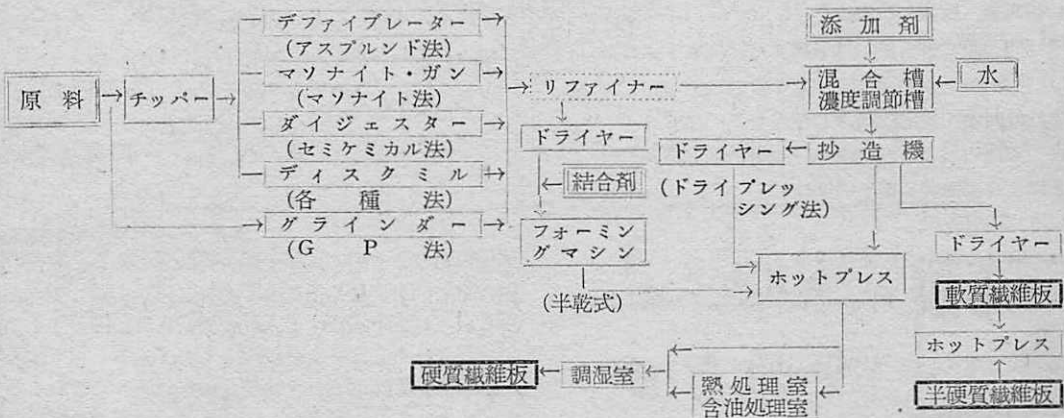 原料
チッパー
デファイブレーター
(アスプルンド法)
マソナイト・ガン
(マソナイト法)
ダイジェスター
(セミケミカル法)
ディスクミル
(各種法)
グラインダー
(GP法)
リファイナー
ドライヤー
結合剤
フォーミン
グマシン
(半乾式)
添加剤
混合槽
濃度調節槽
水
抄造機
ドライヤー
(ドライプレッ
シング法)
ホットプレス
ドライヤー
軟質繊維板
ホットプレス
半硬質繊維板
熱処理室
含油処理室
調湿室
硬質繊維板